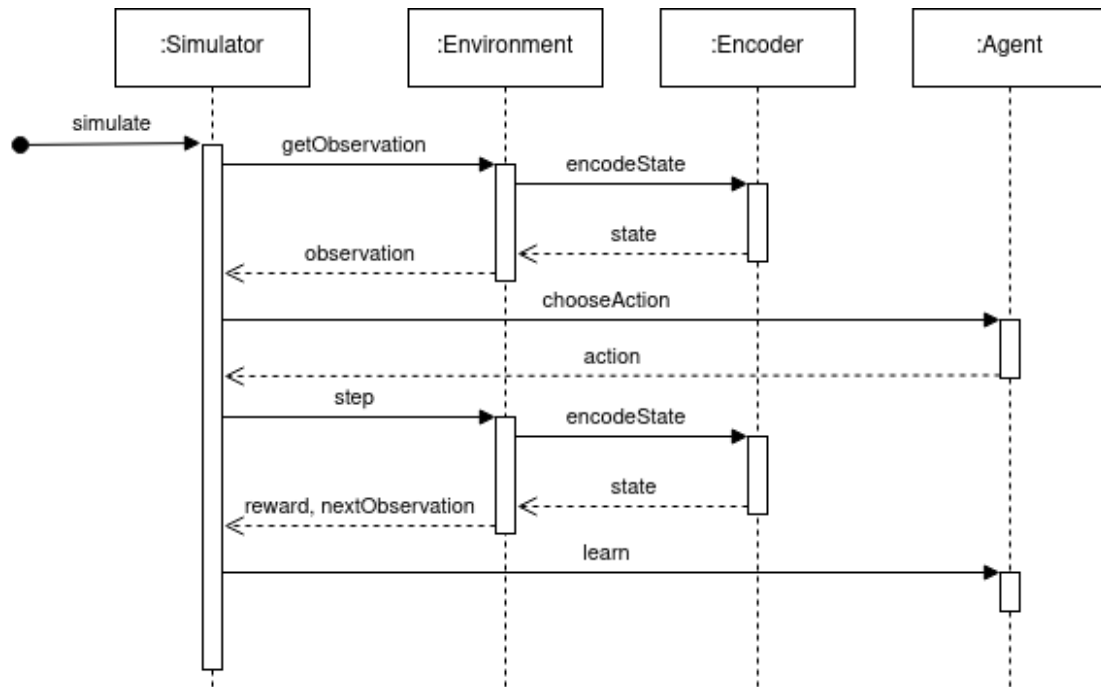 :Simulator
:Environment
:Encoder
:Agent
simulate
getObservation
encodeState
state
observation
chooseAction
action
step
encodeState
state
reward, nextObservation
learn